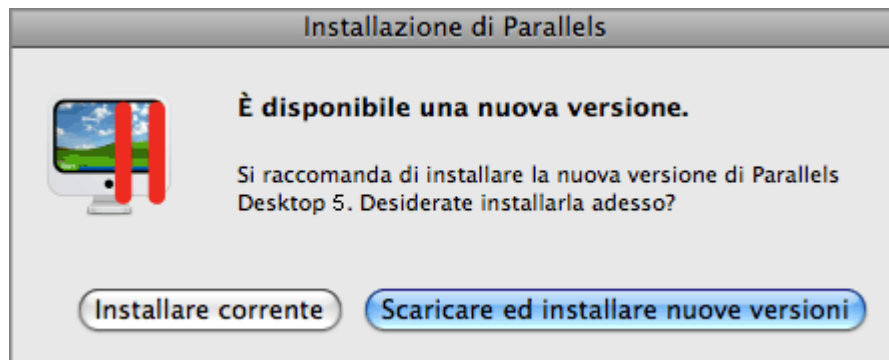 Installazione di Parallels
È disponibile una nuova versione.
Si raccomanda di installare la nuova versione di Parallels
Desktop 5. Desiderate installarla adesso?
Installare corrente
Scaricare ed installare nuove versioni